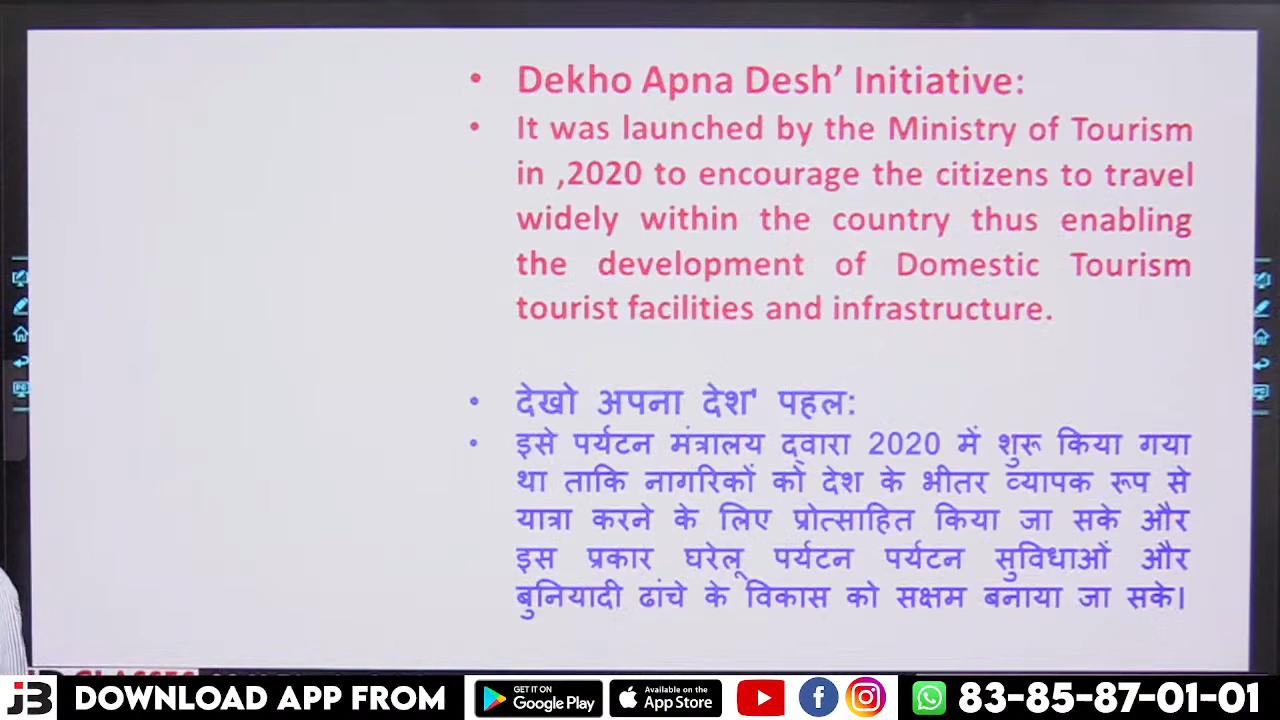 • Dekho Apna Desh’ Initiative:
• It was launched by the Ministry of Tourism
in ,2020 to encourage the citizens to travel
widely within the country thus enabling
the development of Domestic Tourism
tourist facilities and infrastructure.
• देखो अपना देश' पहल:
• इसे पर्यटन मंत्रालय द्वारा 2020 में शुरू किया गया
था ताकि नागरिकों को देश के भीतर व्यापक रूप से
यात्रा करने के लिए प्रोत्साहित किया जा सके और
इस प्रकार घरेलू पर्यटन पर्यटन सुविधाओं और
बुनियादी ढांचे के विकास को सक्षम बनाया जा सके।
JB DOWNLOAD APP FROM GET IT ON Google Play Available on the App Store 83-85-87-01-01